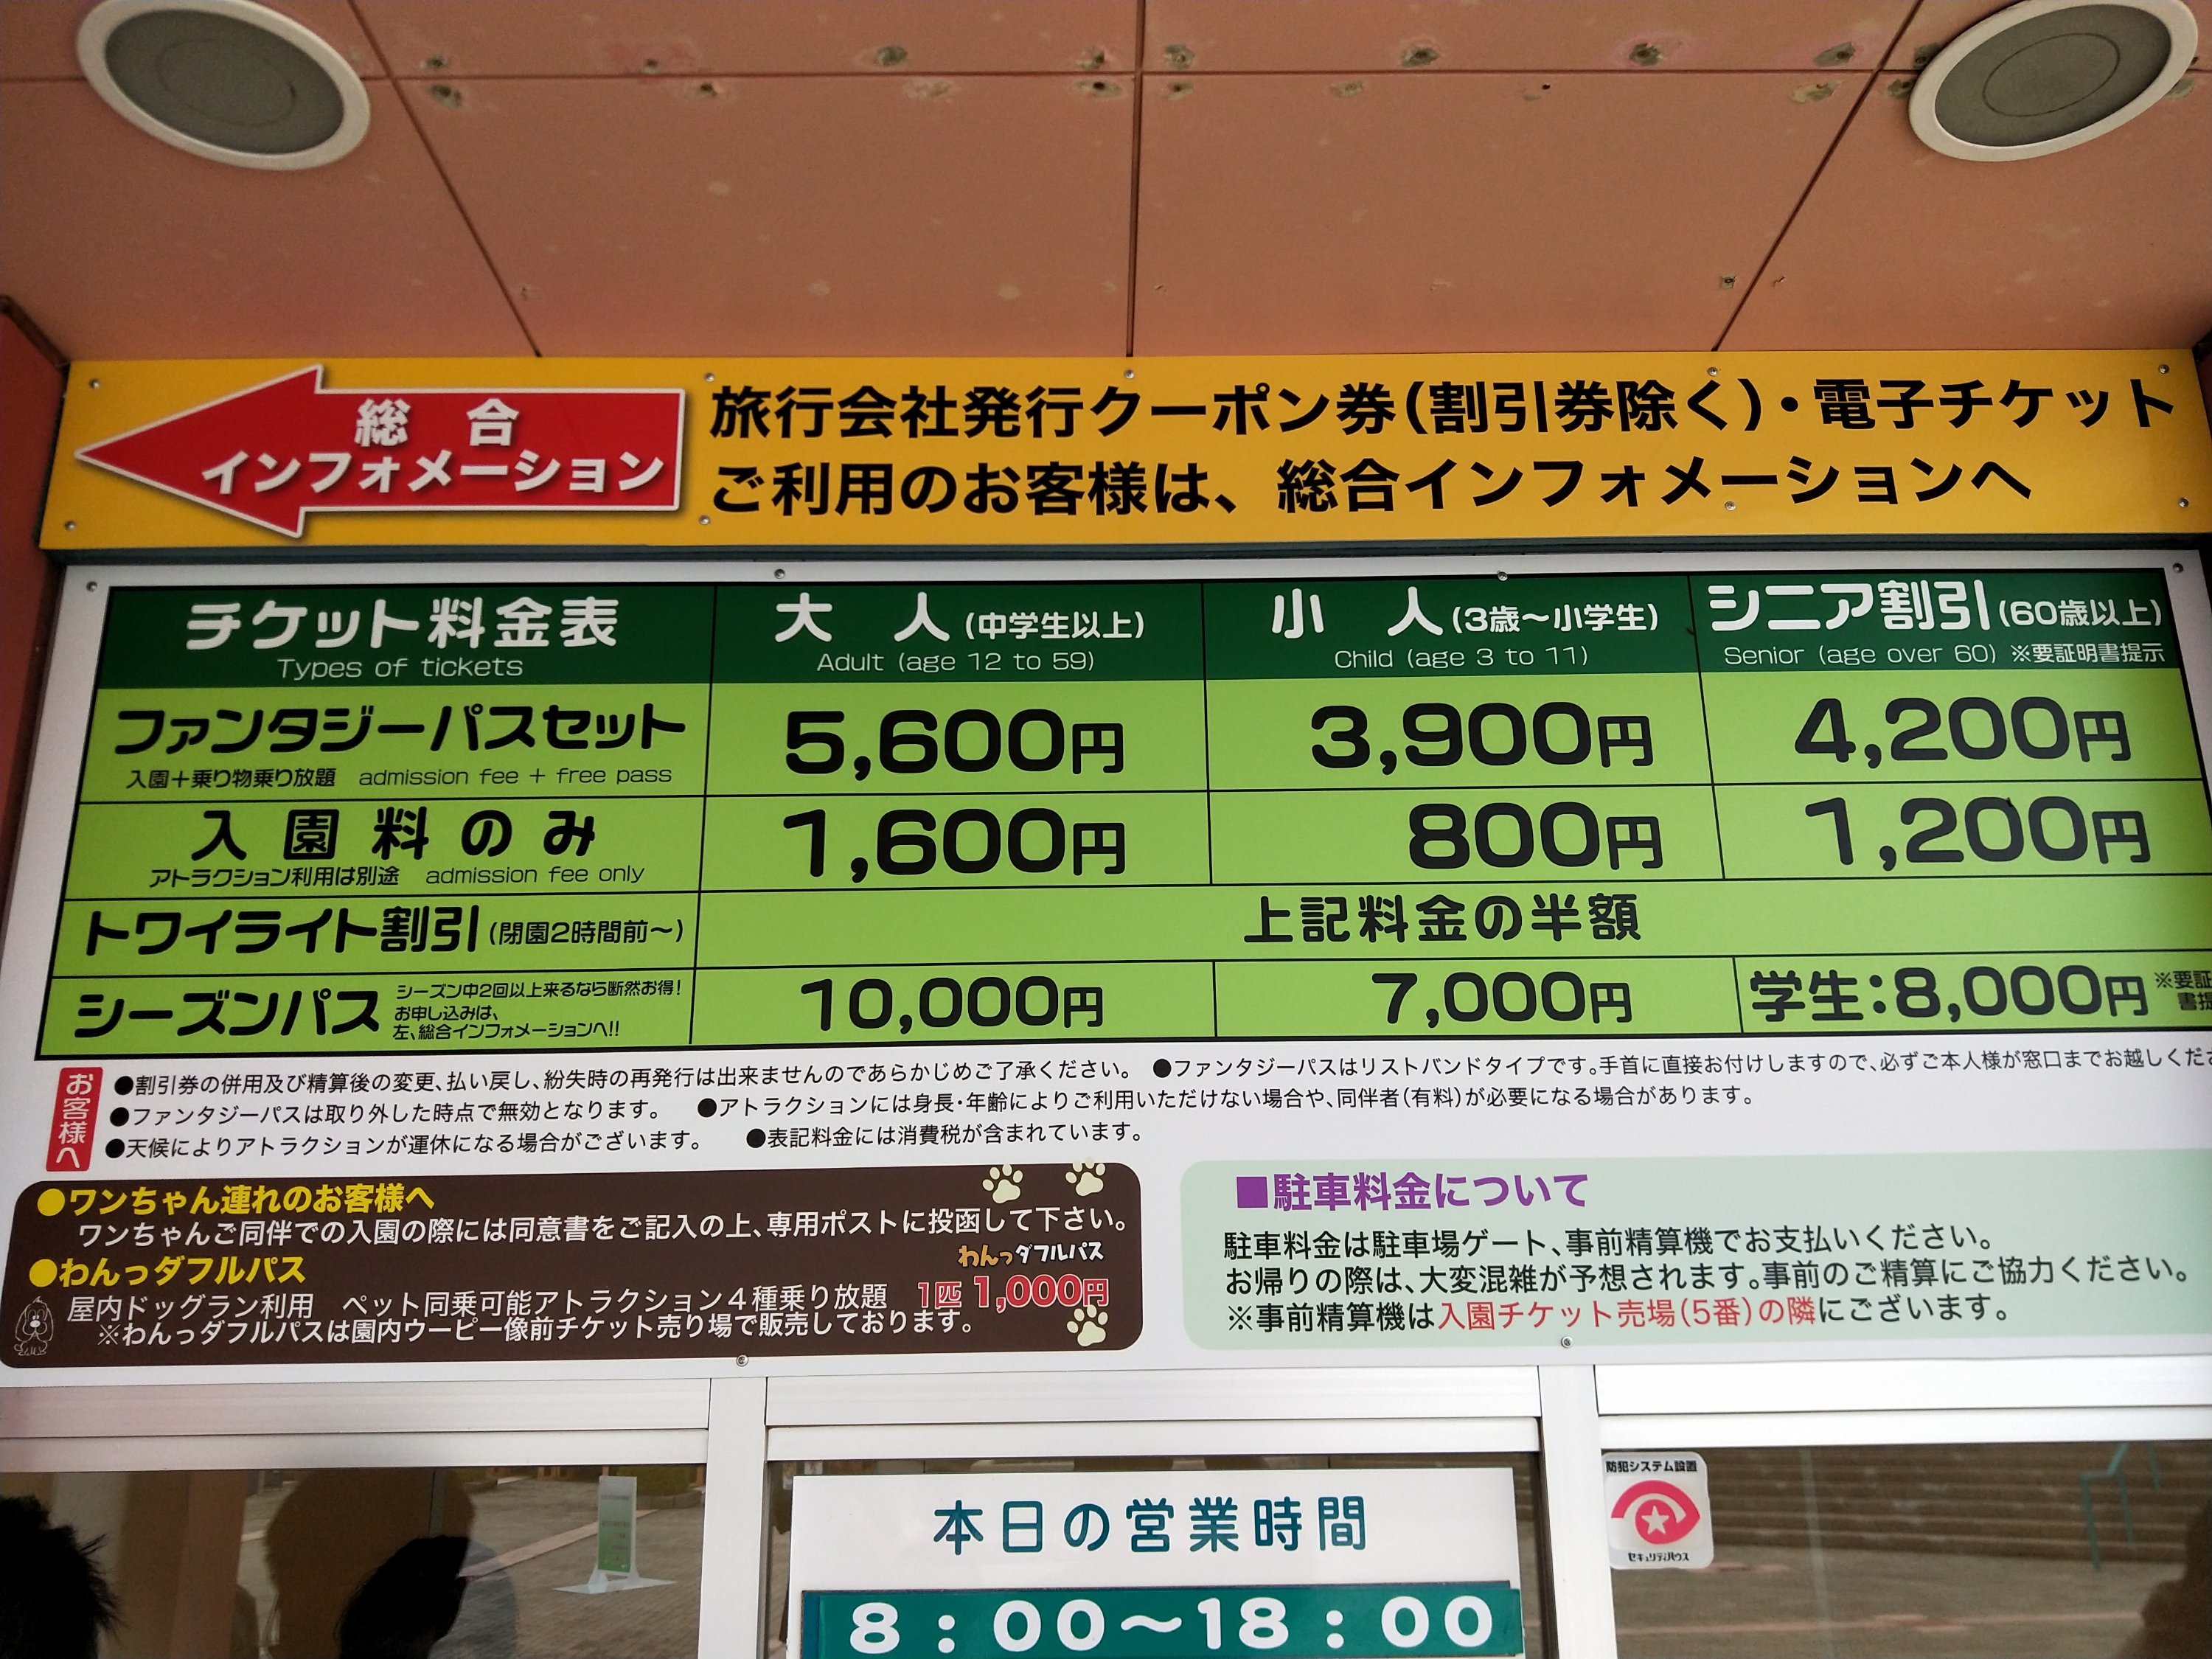 総合
インフォメーション
旅行会社発行クーポン券(割引券除く)・電子チケット
ご利用のお客様は、総合インフォメーションへ
チケット料金表
Types of tickets
大人(中学生以上)
Adult (age 12 to 59)
小人(3歳〜小学生)
Child (age 3 to 11)
シニア割引(60歳以上)
Senior (age over 60) ※要証明書提示
ファンタジーパスセット
入園+乗り物乗り放題 admission fee + free pass
5,600円
3,900円
4,200円
入園料のみ
アトラクション利用は別途 admission fee only
1,600円
800円
1,200円
トワイライト割引(閉園2時間前〜)
上記料金の半額
シーズンパス
シーズン中2回以上来るなら断然お得!
お申し込みは、
左、総合インフォメーションへ!!
10,000円
7,000円
学生:8,000円
※要証
書提
お客様へ
●割引券の併用及び精算後の変更、払い戻し、紛失時の再発行は出来ませんのであらかじめご了承ください。 ●ファンタジーパスはリストバンドタイプです。手首に直接お付けしますので、必ずご本人様が窓口までお越しくださ
●ファンタジーパスは取り外した時点で無効となります。 ●アトラクションには身長・年齢によりご利用いただけない場合や、同伴者(有料)が必要になる場合があります。
●天候によりアトラクションが運休になる場合がございます。 ●表記料金には消費税が含まれています。
●ワンちゃん連れのお客様へ
ワンちゃんご同伴での入園の際には同意書をご記入の上、専用ポストに投函して下さい。
●わんっダフルパス
わんっダフルパス
屋内ドッグラン利用 ペット同乗可能アトラクション4種乗り放題 1匹 1,000円
※わんっダフルパスは園内ウーピー像前チケット売り場で販売しております。
■駐車料金について
駐車料金は駐車場ゲート、事前精算機でお支払いください。
お帰りの際は、大変混雑が予想されます。事前のご精算にご協力ください。
※事前精算機は入園チケット売場(5番)の隣にございます。
本日の営業時間
8:00〜18:00
防犯システム設置
セキュリティハウス